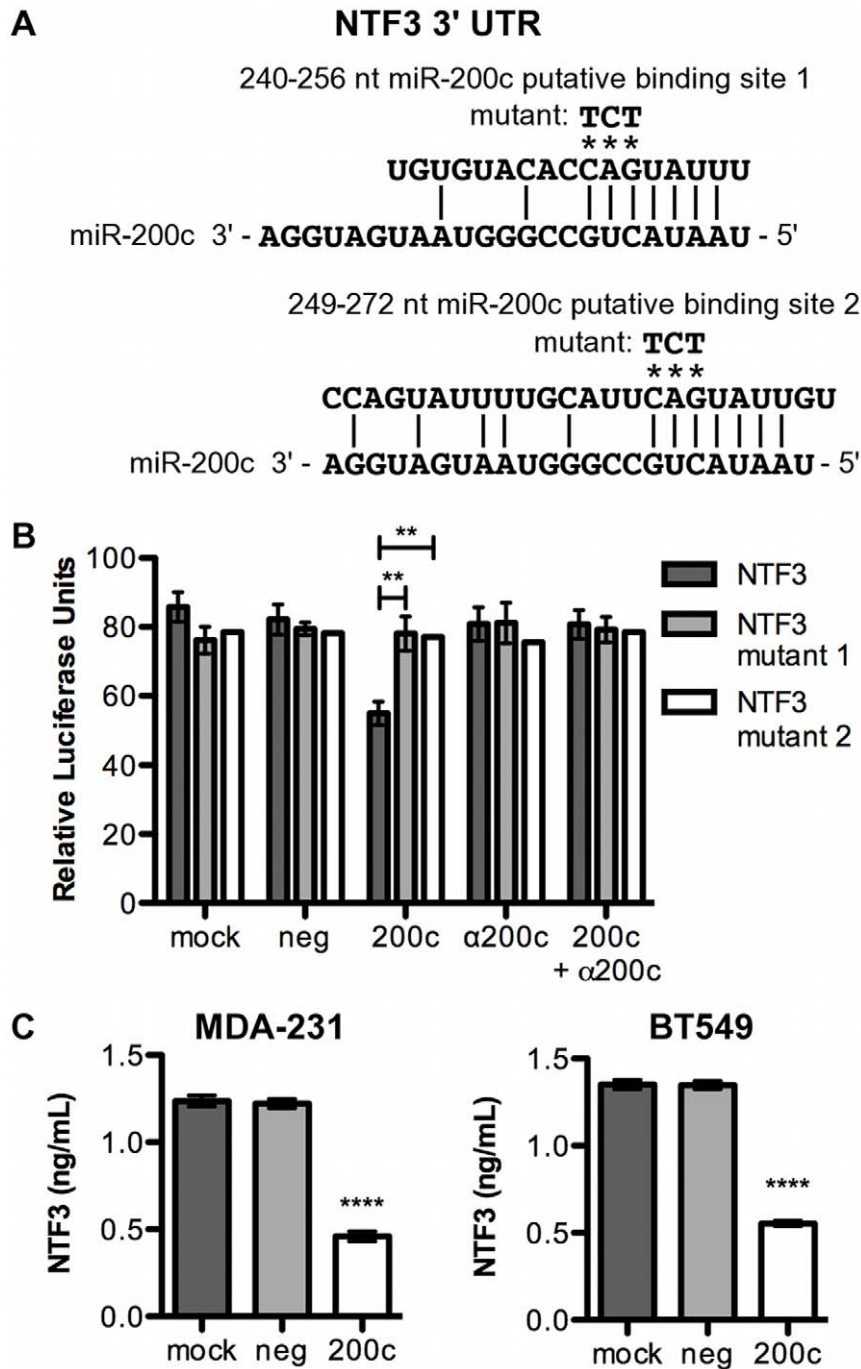 A
NTF3 3' UTR
240-256 nt miR-200c putative binding site 1
mutant: TCT
***
UGUGUACACCAGUAUUU
miR-200c 3' - AGGUAGUAAUGGGCCGUCAUAAU - 5'
249-272 nt miR-200c putative binding site 2
mutant: TCT
***
CCAGUAUUUUGCAUUCAGUAUUGU
miR-200c 3' - AGGUAGUAAUGGGCCGUCAUAAU - 5'
B
Relative Luciferase Units
100
80
60
40
20
0
**
**
mock
neg
200c
α200c
200c
+ α200c
NTF3
NTF3
mutant 1
NTF3
mutant 2
C
MDA-231
NTF3 (ng/mL)
1.5
1.0
0.5
0.0
****
mock
neg
200c
BT549
NTF3 (ng/mL)
1.5
1.0
0.5
0.0
****
mock
neg
200c